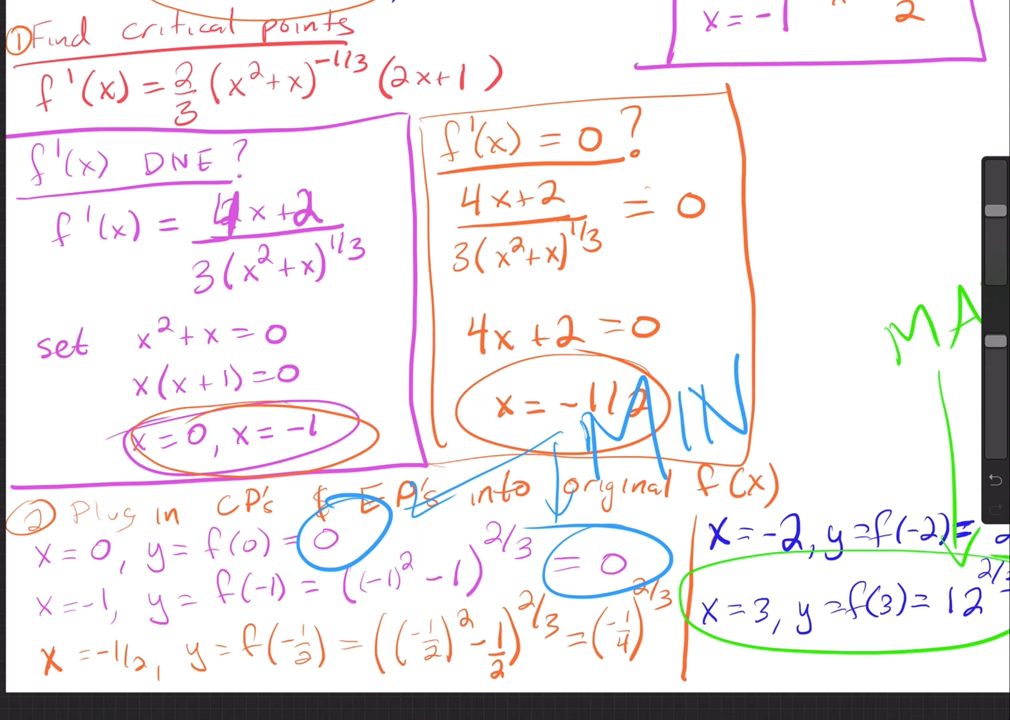 ① Find critical points
f'(x) = 2/3 (x² + x)^-1/3 (2x+1)
x = -1
2
f'(x) DNE?
f'(x) = (4x+2)/(3(x²+x)^1/3)
set x² + x = 0
x(x+1)=0
x=0, x=-1
f'(x) = 0?
(4x+2)/(3(x²+x)^1/3) = 0
4x+2=0
x = -1/2
MIN
MA
② Plug in CP's & EP's into original f(x)
x=0, y = f(0) = 0
x=-1, y = f(-1) = ((-1)² -1)^2/3 = 0
x = -1/2, y = f(-1/2) = ((-1/2)² - 1/2)^2/3 = (-1/4)^2/3
x=-2, y=f(-2)=
x=3, y=f(3)=12^2/3